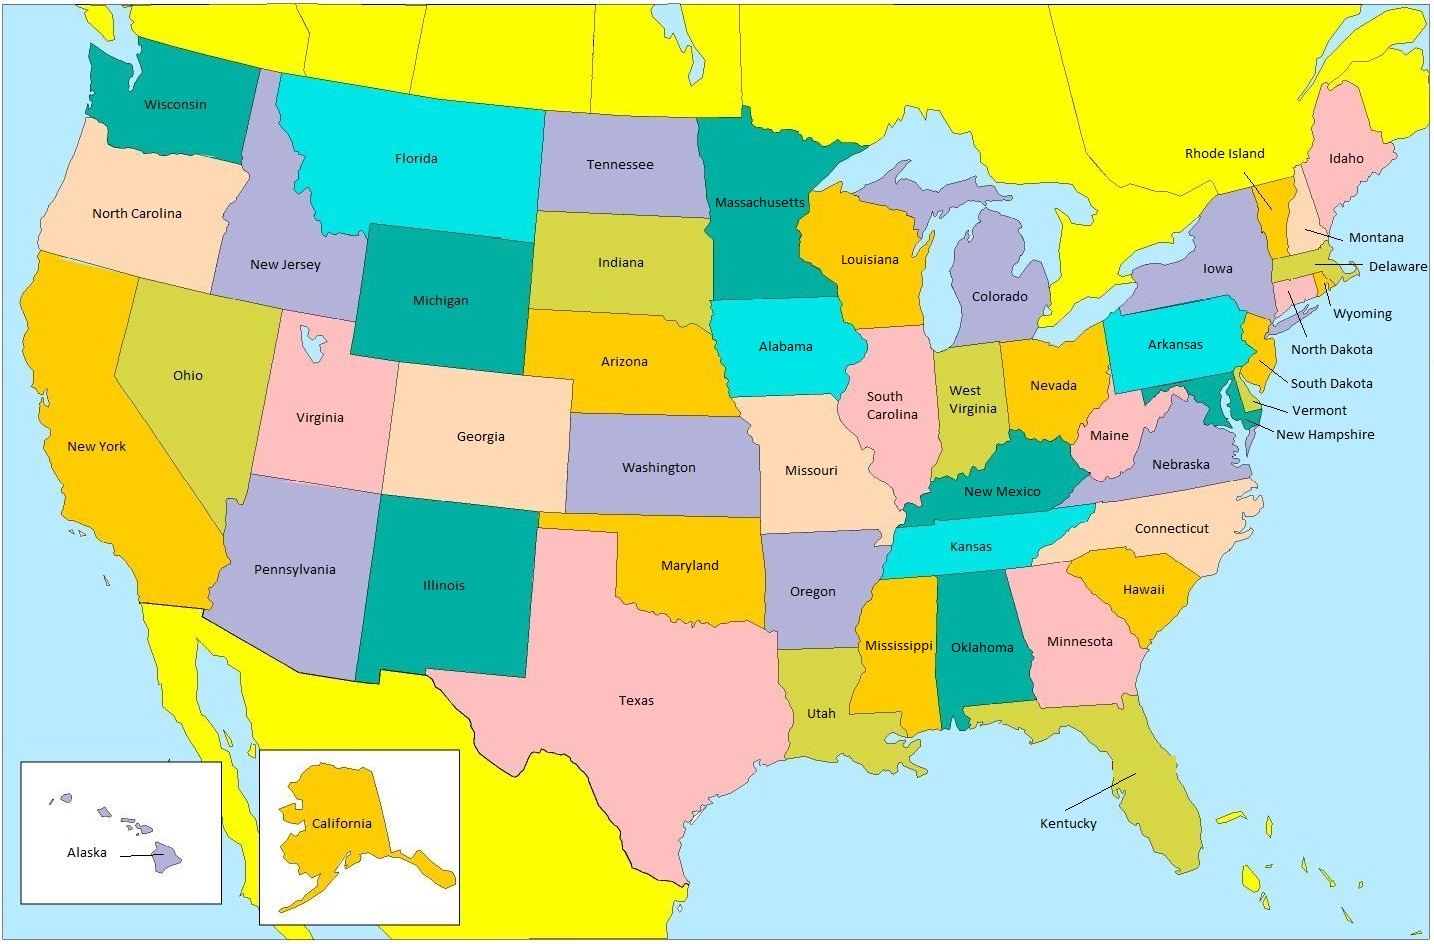 Wisconsin
Florida
Tennessee
Rhode Island
Idaho
Massachusetts
North Carolina
Montana
Louisiana
New Jersey
Indiana
Iowa
Delaware
Michigan
Colorado
Wyoming
Alabama
Arkansas
North Dakota
Arizona
Ohio
Nevada
South Dakota
West
Virginia
South
Carolina
Vermont
Virginia
Georgia
Maine
New Hampshire
New York
Washington
Missouri
Nebraska
New Mexico
Connecticut
Kansas
Pennsylvania
Illinois
Maryland
Oregon
Hawaii
Mississippi
Oklahoma
Minnesota
Texas
Utah
California
Kentucky
Alaska